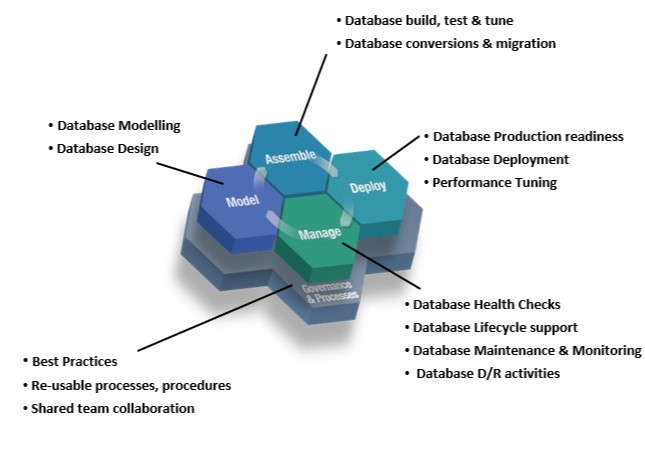 • Database build, test & tune
• Database conversions & migration
• Database Modelling
• Database Design
Assemble
• Database Production readiness
• Database Deployment
• Performance Tuning
Deploy
Model
Manage
Governance
& Processes
• Database Health Checks
• Database Lifecycle support
• Database Maintenance & Monitoring
• Database D/R activities
• Best Practices
• Re-usable processes, procedures
• Shared team collaboration